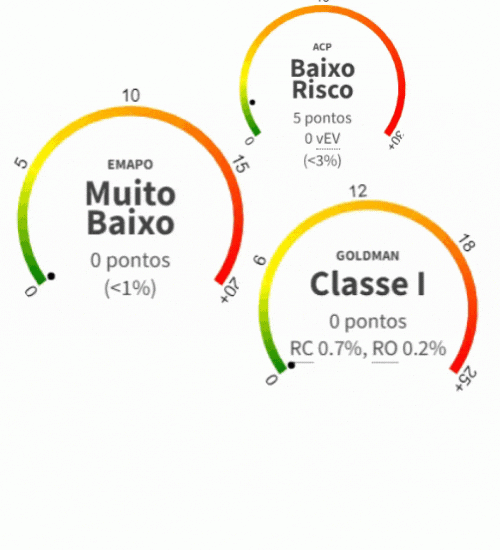 ACP
Baixo
Risco
5 pontos
0 vEV
(<3%)
0
30+
10
5
15
EMAPO
Muito
Baixo
0 pontos
(<1%)
0
20+
12
6
18
GOLDMAN
Classe I
0 pontos
RC 0.7%, RO 0.2%
0
25+